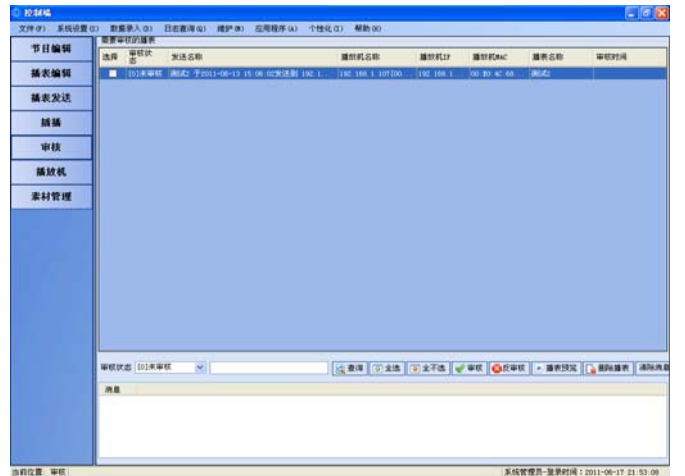 控制端
文件(F) 系统设置(S) 数据录入(D) 日志查询(Q) 维护(M) 应用程序(A) 个性化(I) 帮助(H)
需要审核的播表
节目编辑
播表编辑
播表发送
插播
审核
播放机
素材管理
选择 审核状态 发送名称 播放机名称 播放机IP 播放机MAC 播表名称 审核时间
[0]未审核 测试2 于2011-06-13 15:06:02发送到 192.1... 192.168.1.107[00... 192.168.1... 00:E0:4C:68... 测试2
审核状态 [0]未审核 查询 全选 全不选 审核 反审核 播表预览 删除播表 清除消息
消息
当前位置: 审核 系统管理员-登录时间：2011-06-17 21:53:08